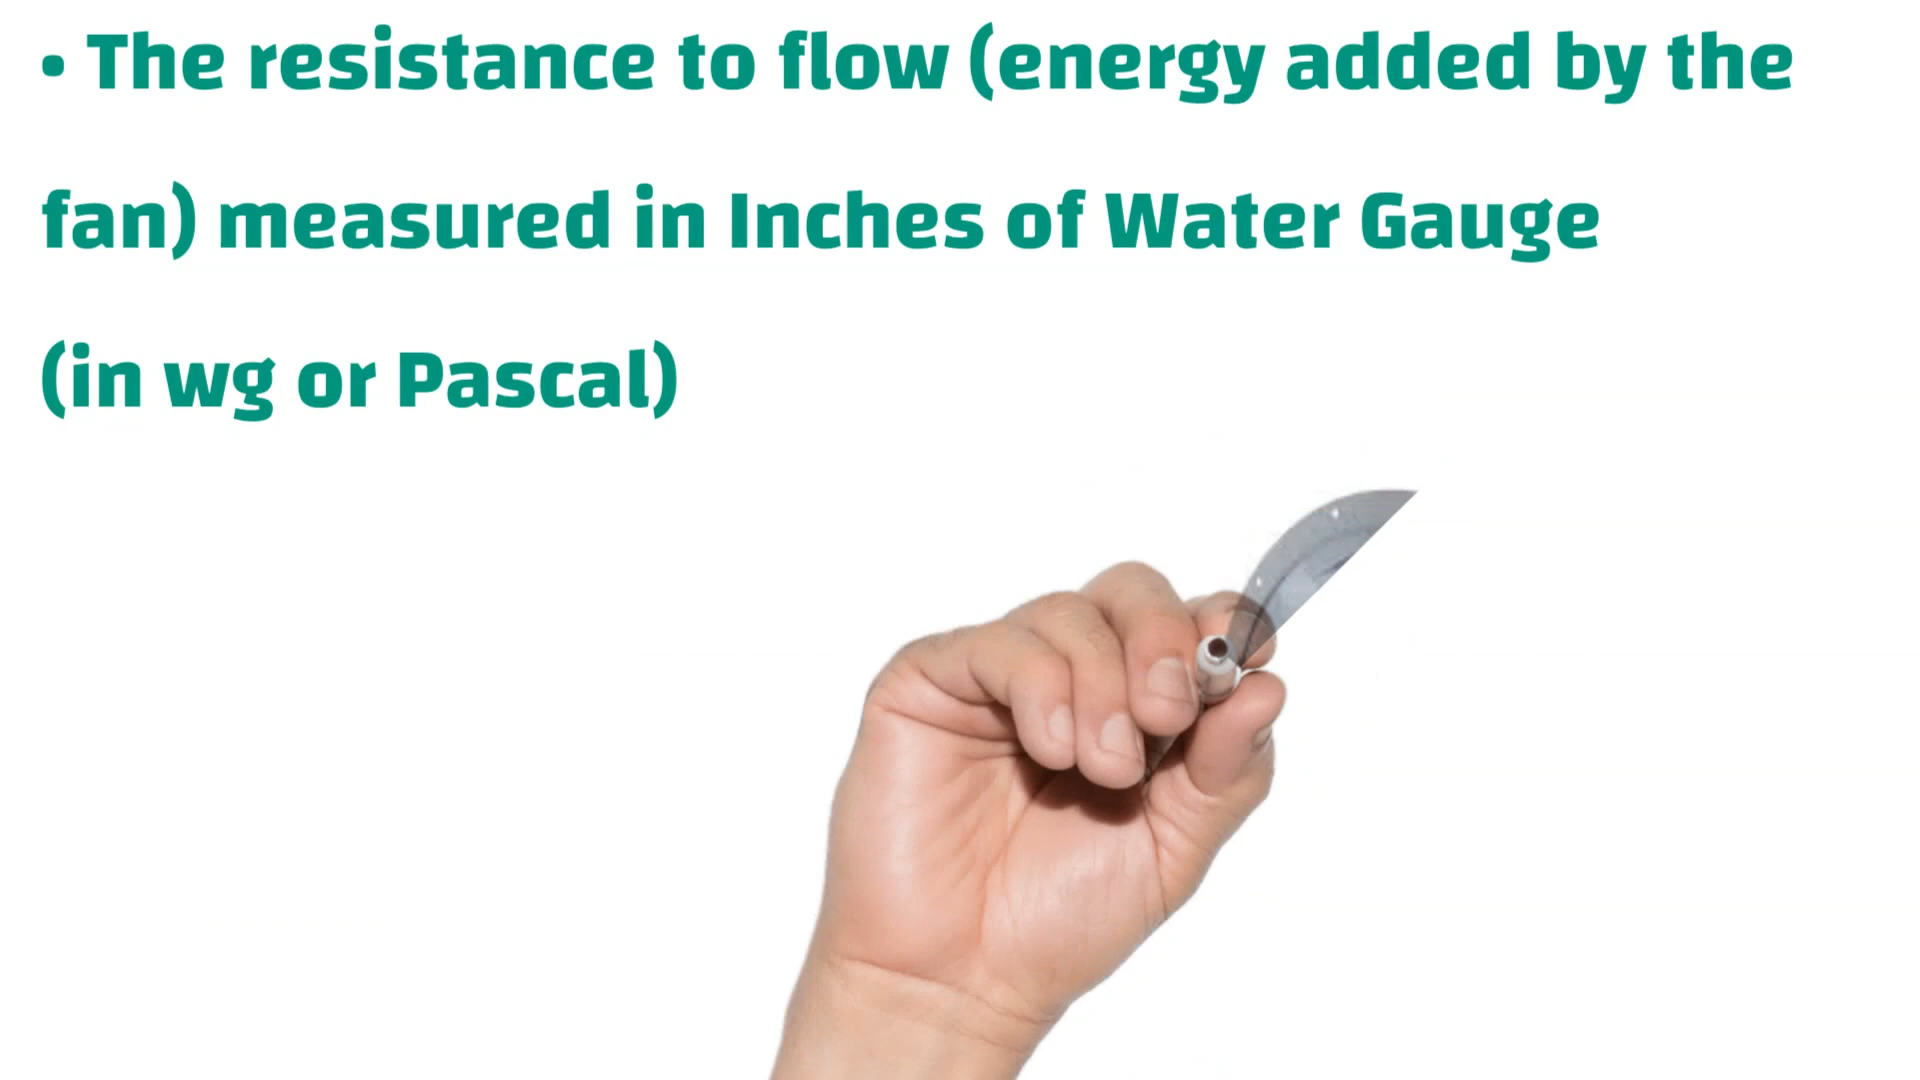 • The resistance to flow (energy added by the
fan) measured in Inches of Water Gauge
(in wg or Pascal)